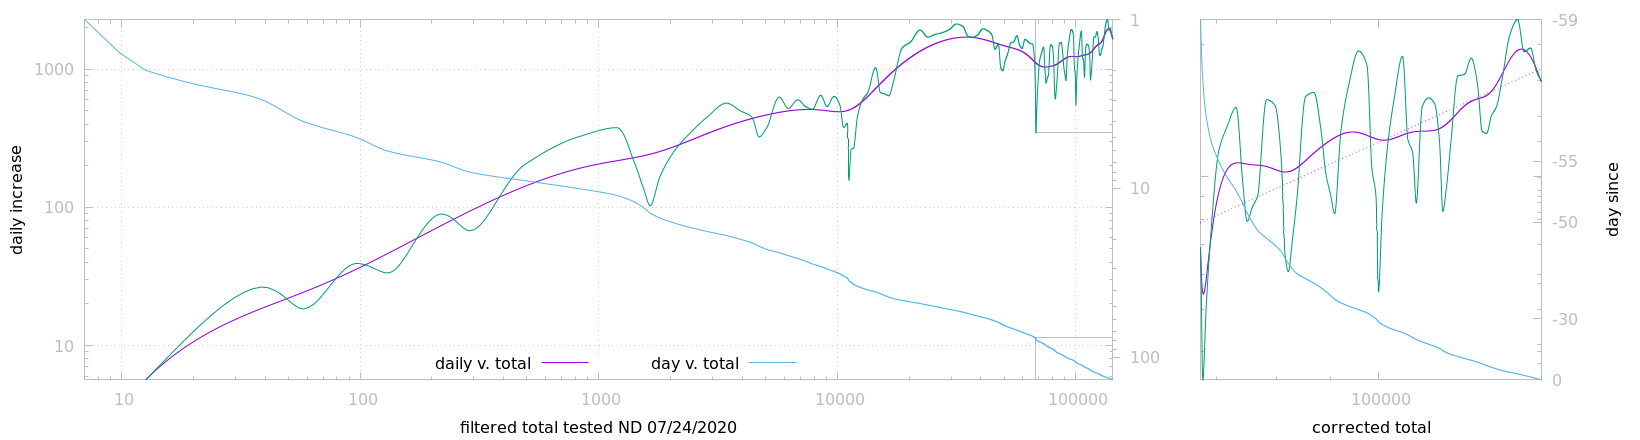 1000
100
10
daily increase
daily v. total
day v. total
10
100
1000
10000
100000
filtered total tested ND 07/24/2020
1
10
100
100000
corrected total
-59
-55
-50
-30
0
day since